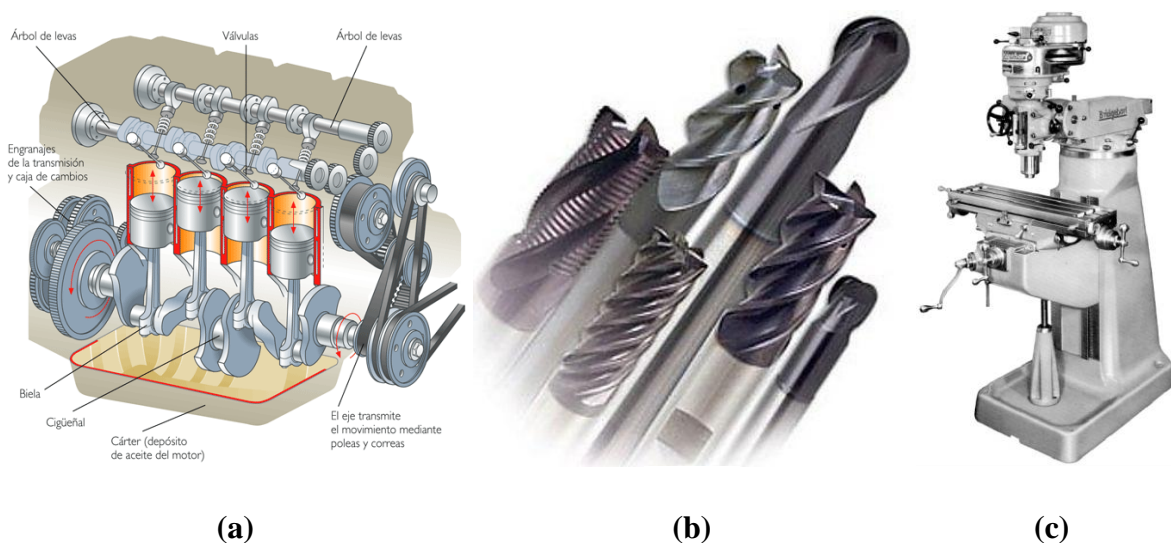 Árbol de levas
Válvulas
Árbol de levas
Engranajes
de la transmisión
y caja de cambios
Biela
Cigüeñal
Cárter (depósito
de aceite del motor)
El eje transmite
el movimiento mediante
poleas y correas
Bridgeport
(a)
(b)
(c)